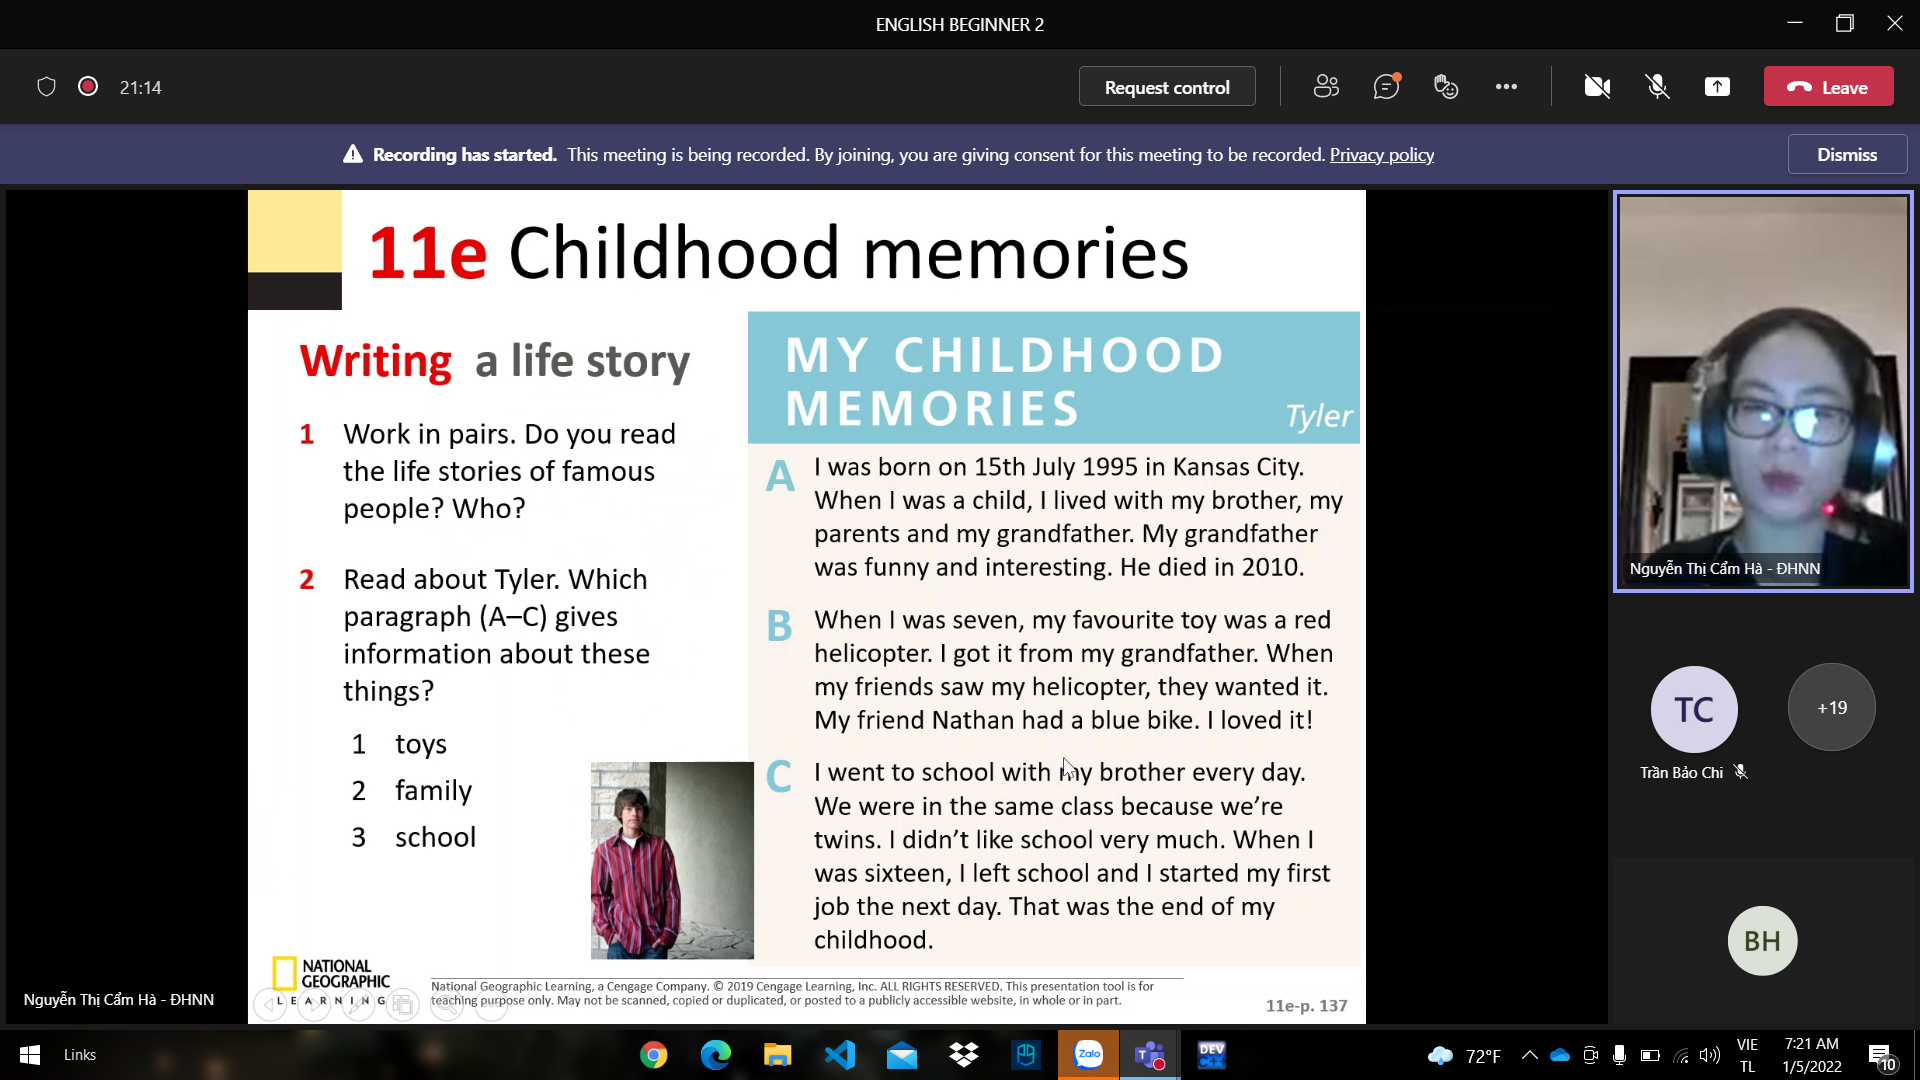 ENGLISH BEGINNER 2
21:14
Request control
Leave
Recording has started. This meeting is being recorded. By joining, you are giving consent for this meeting to be recorded. Privacy policy
Dismiss
11e Childhood memories
Writing a life story
1 Work in pairs. Do you read
the life stories of famous
people? Who?
2 Read about Tyler. Which
paragraph (A–C) gives
information about these
things?
1 toys
2 family
3 school
MY CHILDHOOD
MEMORIES
Tyler
A I was born on 15th July 1995 in Kansas City.
When I was a child, I lived with my brother, my
parents and my grandfather. My grandfather
was funny and interesting. He died in 2010.
B When I was seven, my favourite toy was a red
helicopter. I got it from my grandfather. When
my friends saw my helicopter, they wanted it.
My friend Nathan had a blue bike. I loved it!
C I went to school with my brother every day.
We were in the same class because we’re
twins. I didn’t like school very much. When I
was sixteen, I left school and I started my first
job the next day. That was the end of my
childhood.
NATIONAL
GEOGRAPHIC
LEARNING
National Geographic Learning, a Cengage Company. © 2019 Cengage Learning, Inc. ALL RIGHTS RESERVED. This presentation tool is for
teaching purpose only. May not be scanned, copied or duplicated, or posted to a publicly accessible website, in whole or in part.
11e-p. 137
Nguyễn Thị Cẩm Hà - ĐHNN
Nguyễn Thị Cẩm Hà - ĐHNN
TC
+19
Trần Bảo Chi
BH
Links
Zalo
T
DEV
C++
72°F
VIE
TL
7:21 AM
1/5/2022
10